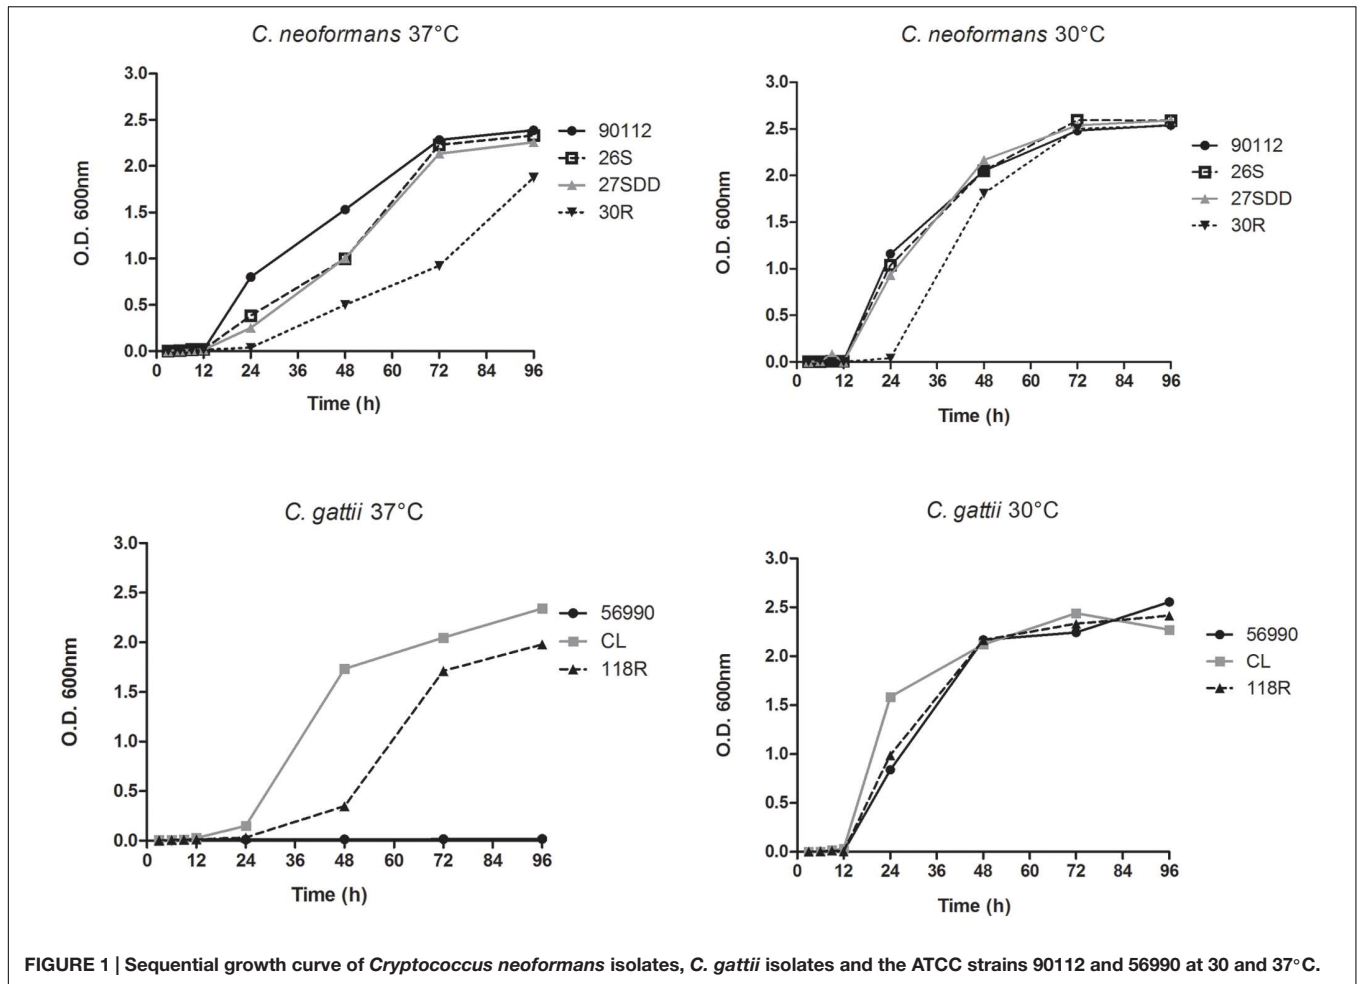 C. neoformans 37°C
3.0
2.5
2.0
1.5
1.0
0.5
0.0
O.D. 600nm
0 12 24 36 48 60 72 84 96
Time (h)
90112
26S
27SDD
30R
C. neoformans 30°C
3.0
2.5
2.0
1.5
1.0
0.5
0.0
O.D. 600nm
0 12 24 36 48 60 72 84 96
Time (h)
90112
26S
27SDD
30R
C. gattii 37°C
3.0
2.5
2.0
1.5
1.0
0.5
0.0
O.D. 600nm
0 12 24 36 48 60 72 84 96
Time (h)
56990
CL
118R
C. gattii 30°C
3.0
2.5
2.0
1.5
1.0
0.5
0.0
O.D. 600nm
0 12 24 36 48 60 72 84 96
Time (h)
56990
CL
118R
FIGURE 1 | Sequential growth curve of Cryptococcus neoformans isolates, C. gattii isolates and the ATCC strains 90112 and 56990 at 30 and 37°C.